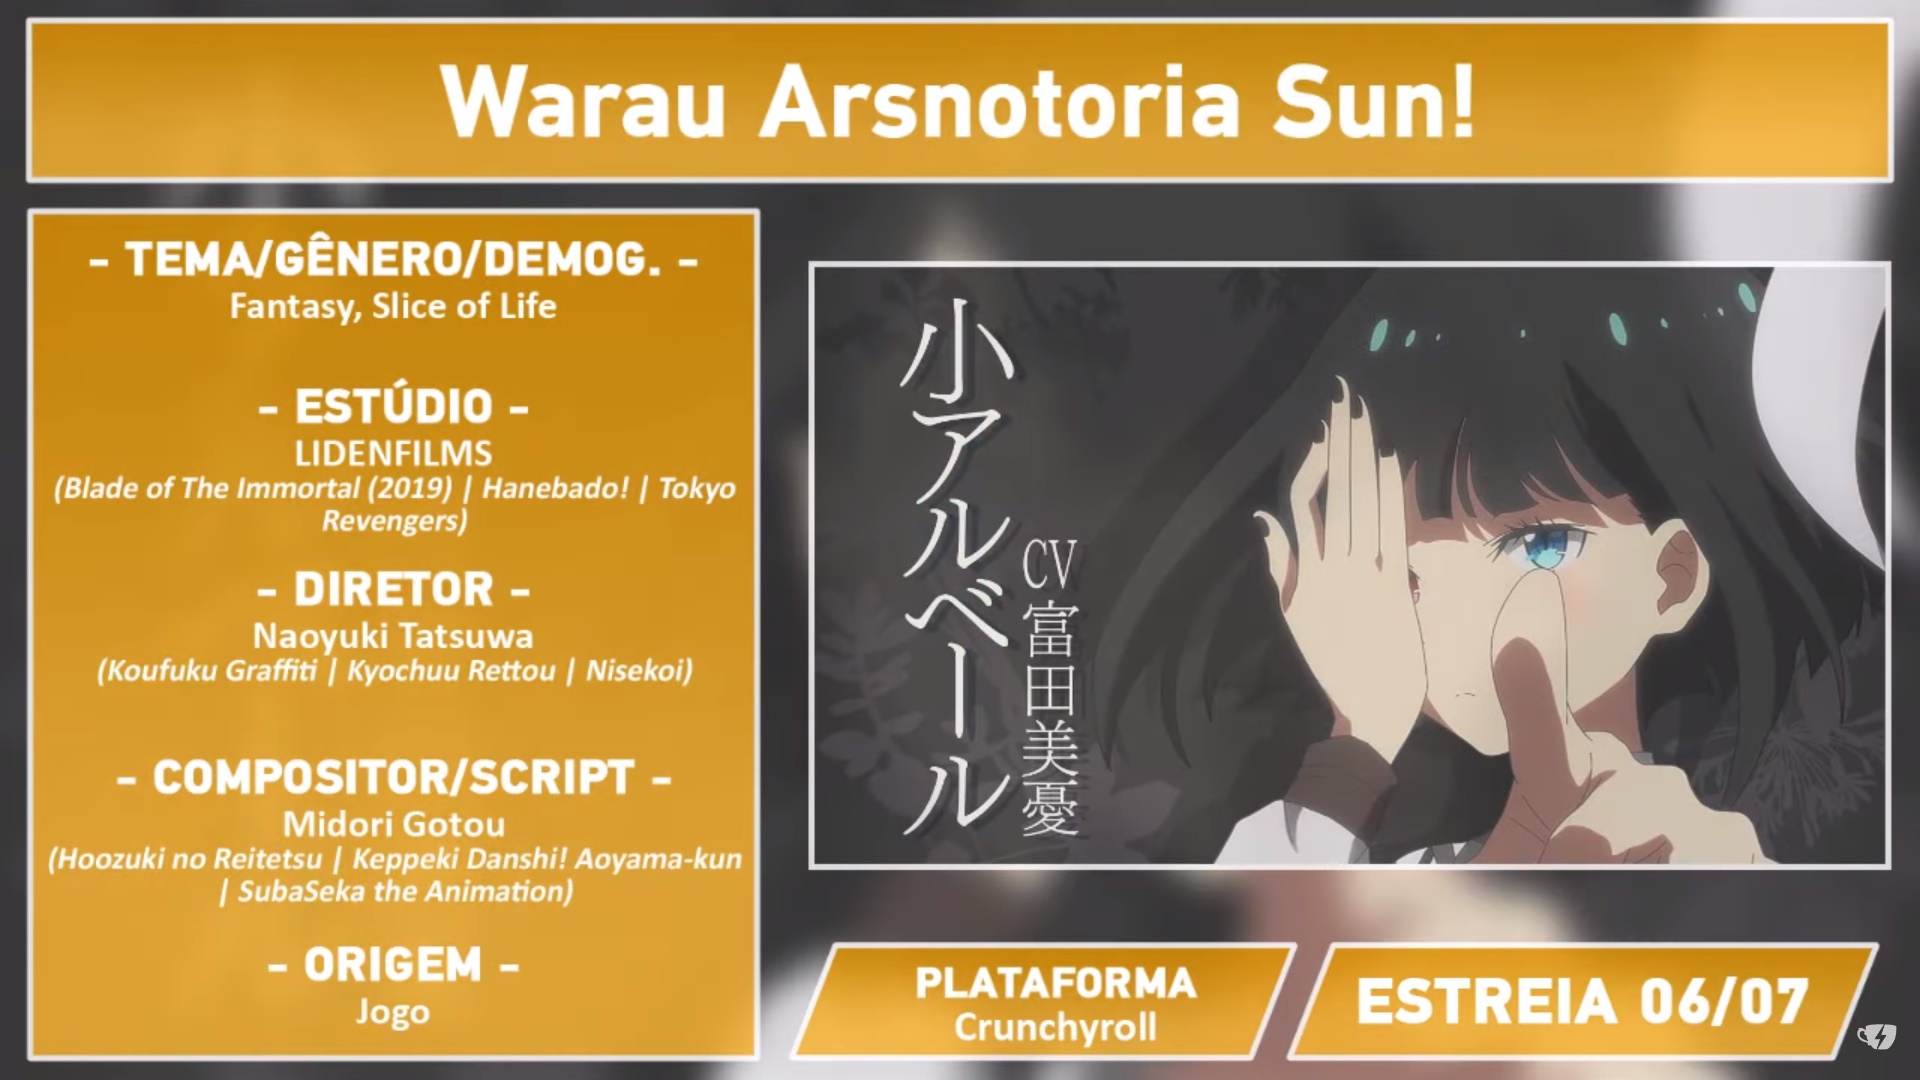 Warau Arsnotoria Sun!
- TEMA/GÊNERO/DEMOG. -
Fantasy, Slice of Life
- ESTÚDIO -
LIDENFILMS
(Blade of The Immortal (2019) | Hanebado! | Tokyo
Revengers)
- DIRETOR -
Naoyuki Tatsuwa
(Koufuku Graffiti | Kyochuu Rettou | Nisekoi)
- COMPOSITOR/SCRIPT -
Midori Gotou
(Hoozuki no Reitetsu | Keppeki Danshi! Aoyama-kun
| SubaSeka the Animation)
- ORIGEM -
Jogo
小アルベール
CV富田美憂
PLATAFORMA
Crunchyroll
ESTREIA 06/07